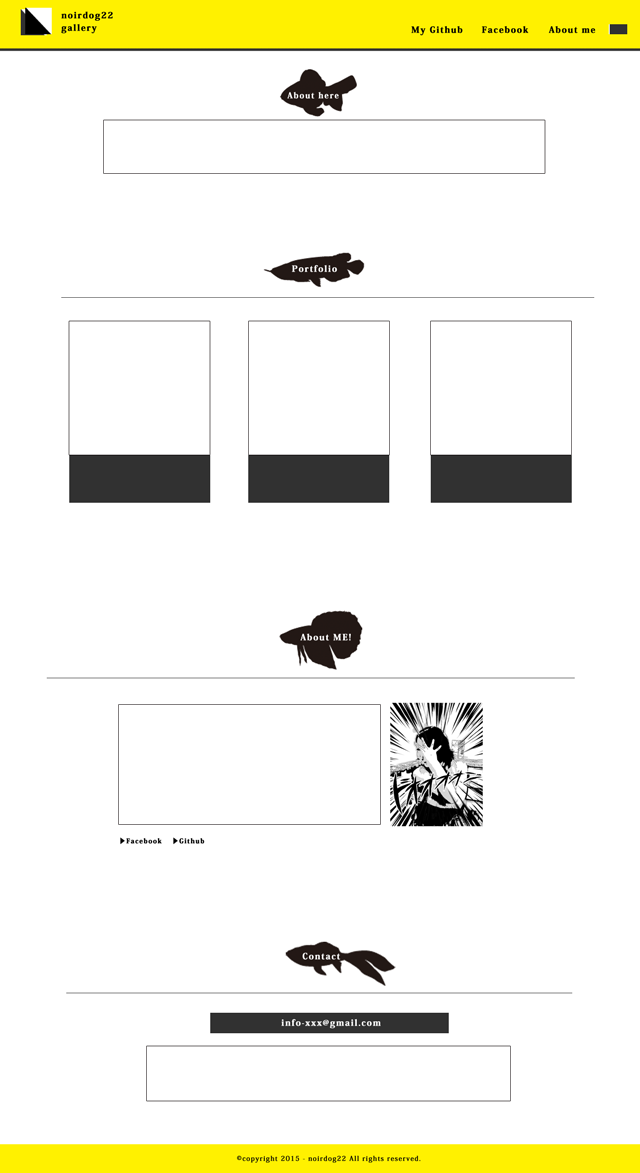 noirdog22
gallery
My Github
Facebook
About me
About here
Portfolio
About ME!
▶Facebook
▶Github
Contact
info-xxx@gmail.com
©copyright 2015 - noirdog22 All rights reserved.